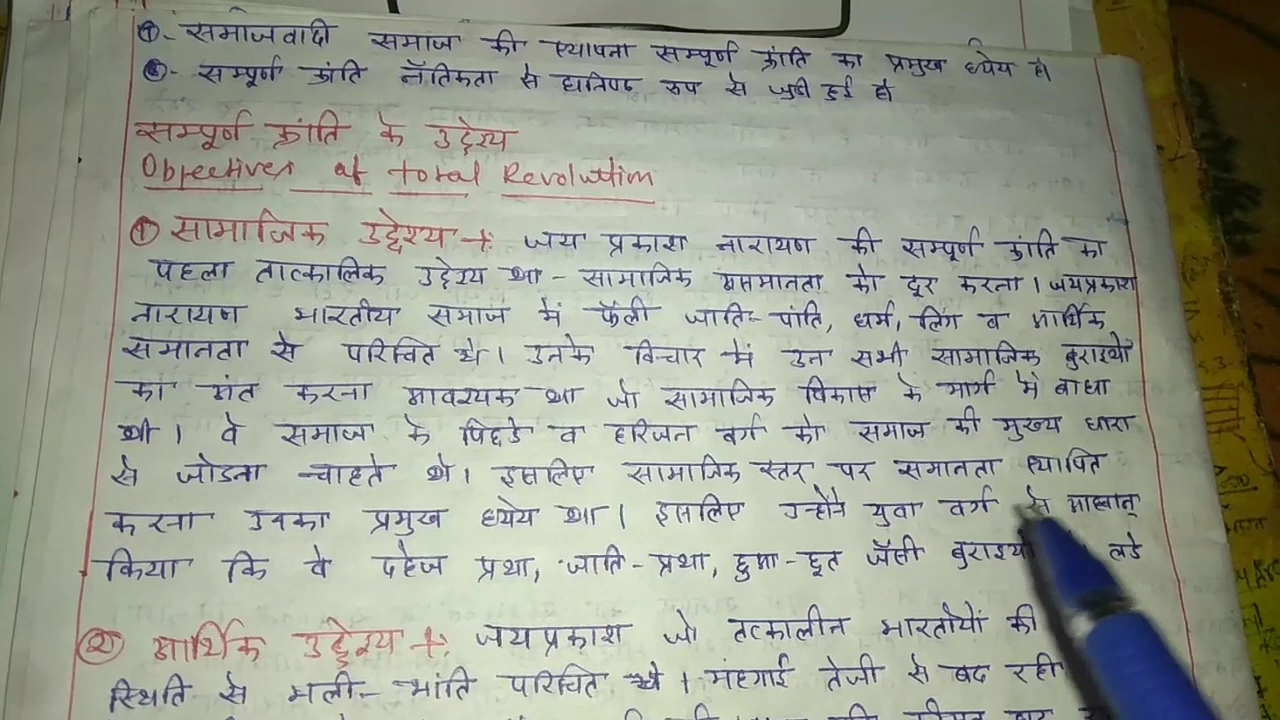 ④- समाजवादी समाज की स्थापना सम्पूर्ण क्रांति का प्रमुख ध्येय है।
सम्पूर्ण क्रांति नैतिकता से घनिष्ठ रूप से जुडी हुई है।
सम्पूर्ण क्रांति के उद्देश्य
Objectives of total Revolution
① सामाजिक उद्देश्य +: जय प्रकाश नारायण की सम्पूर्ण क्रांति का
पहला तात्कालिक उद्देश्य था - सामाजिक असमानता को दूर करना। जयप्रकाश
नारायण भारतीय समाज में फैली जाति-पांति, धर्म, लिंग व आर्थिक
समानता से परिचित थे। उनके विचार में उन सभी सामाजिक बुराइयों
का अंत करना आवश्यक था जो सामाजिक विकास के मार्ग में बाधा
थी। वे समाज के पिछडे व हरिजन वर्ग को समाज की मुख्य धारा
से जोडना चाहते थे। इसलिए सामाजिक स्तर पर समानता स्थापित
करना उनका प्रमुख ध्येय था। इसलिए उन्होंने युवा वर्ग से आह्वान्
किया कि वे दहेज प्रथा, जाति-प्रथा, छुआ-छूत जैसी लडे
② आर्थिक उद्देश्य +: जयप्रकाश जी तत्कालीन भारतीयों की
स्थिति से भली-भांति परिचित थे। मंहगाई तेजी से बढ रही